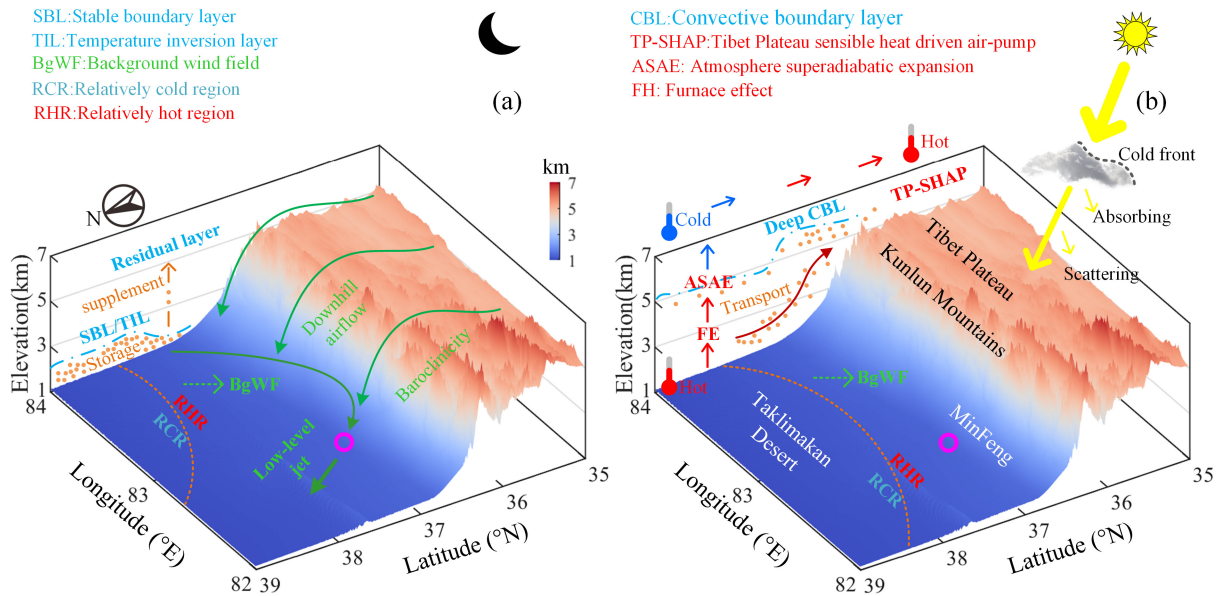 SBL:Stable boundary layer
TIL:Temperature inversion layer
BgWF:Background wind field
RCR:Relatively cold region
RHR:Relatively hot region
(a)
km
7
5
3
1
N
Residual layer
supplement
SBL/TIL
Storage
Downhill
airflow
Baroclinicity
BgWF
RHR
RCR
Low-level
jet
Elevation(km)
7
5
3
1
84
83
82
Longitude (°E)
39
38
37
36
35
Latitude (°N)
CBL:Convective boundary layer
TP-SHAP:Tibet Plateau sensible heat driven air-pump
ASAE: Atmosphere superadiabatic expansion
FH: Furnace effect
(b)
Hot
Cold front
TP-SHAP
Cold
Deep CBL
Absorbing
Scattering
Tibet Plateau
Kunlun Mountains
ASAE
Transport
FE
Hot
BgWF
MinFeng
Taklimakan
Desert
RHR
RCR
Elevation(km)
7
5
3
1
84
83
82
Longitude (°E)
39
38
37
36
35
Latitude (°N)